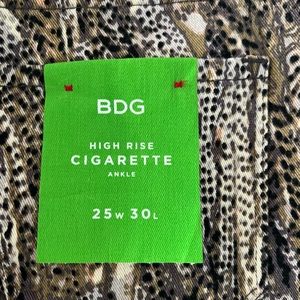 BDG
HIGH RISE
CIGARETTE
ANKLE
25W 30L